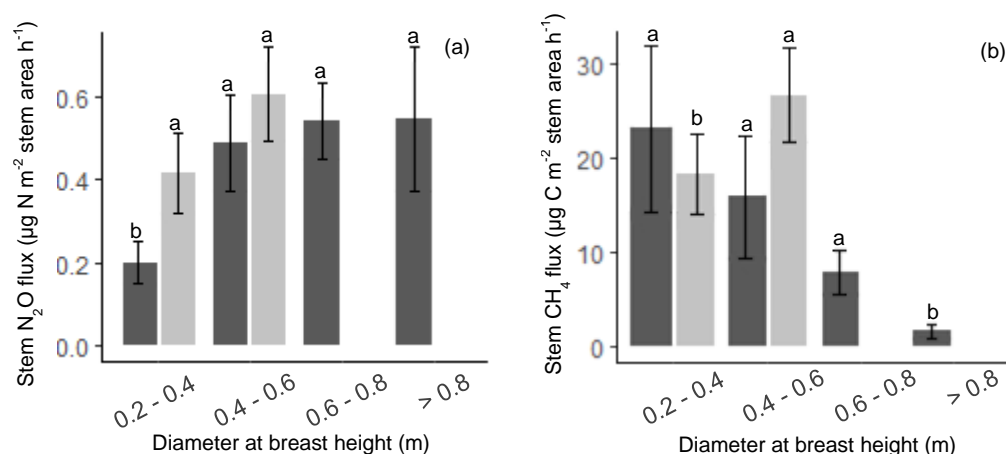 Stem N2O flux (µg N m-2 stem area h-1)
(a)
0.6
0.4
0.2
0.0
b
a
a
a
a
a
0.2 - 0.4
0.4 - 0.6
0.6 - 0.8
> 0.8
Diameter at breast height (m)
Stem CH4 flux (µg C m-2 stem area h-1)
(b)
30
20
10
0
a
b
a
a
a
b
0.2 - 0.4
0.4 - 0.6
0.6 - 0.8
> 0.8
Diameter at breast height (m)